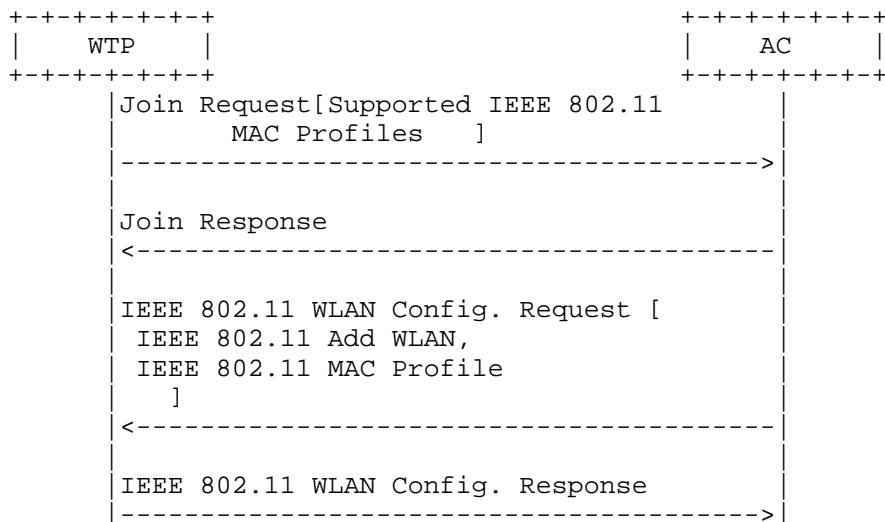 +-+-+-+-+-+-+                             +-+-+-+-+-+-+
|    WTP    |                             |    AC     |
+-+-+-+-+-+-+                             +-+-+-+-+-+-+
      |Join Request[Supported IEEE 802.11       |
      |       MAC Profiles   ]                  |
      |---------------------------------------->|
      |                                         |
      |Join Response                            |
      |<----------------------------------------|
      |                                         |
      |IEEE 802.11 WLAN Config. Request [       |
      | IEEE 802.11 Add WLAN,                   |
      | IEEE 802.11 MAC Profile                 |
      |   ]                                     |
      |<----------------------------------------|
      |                                         |
      |IEEE 802.11 WLAN Config. Response        |
      |---------------------------------------->|